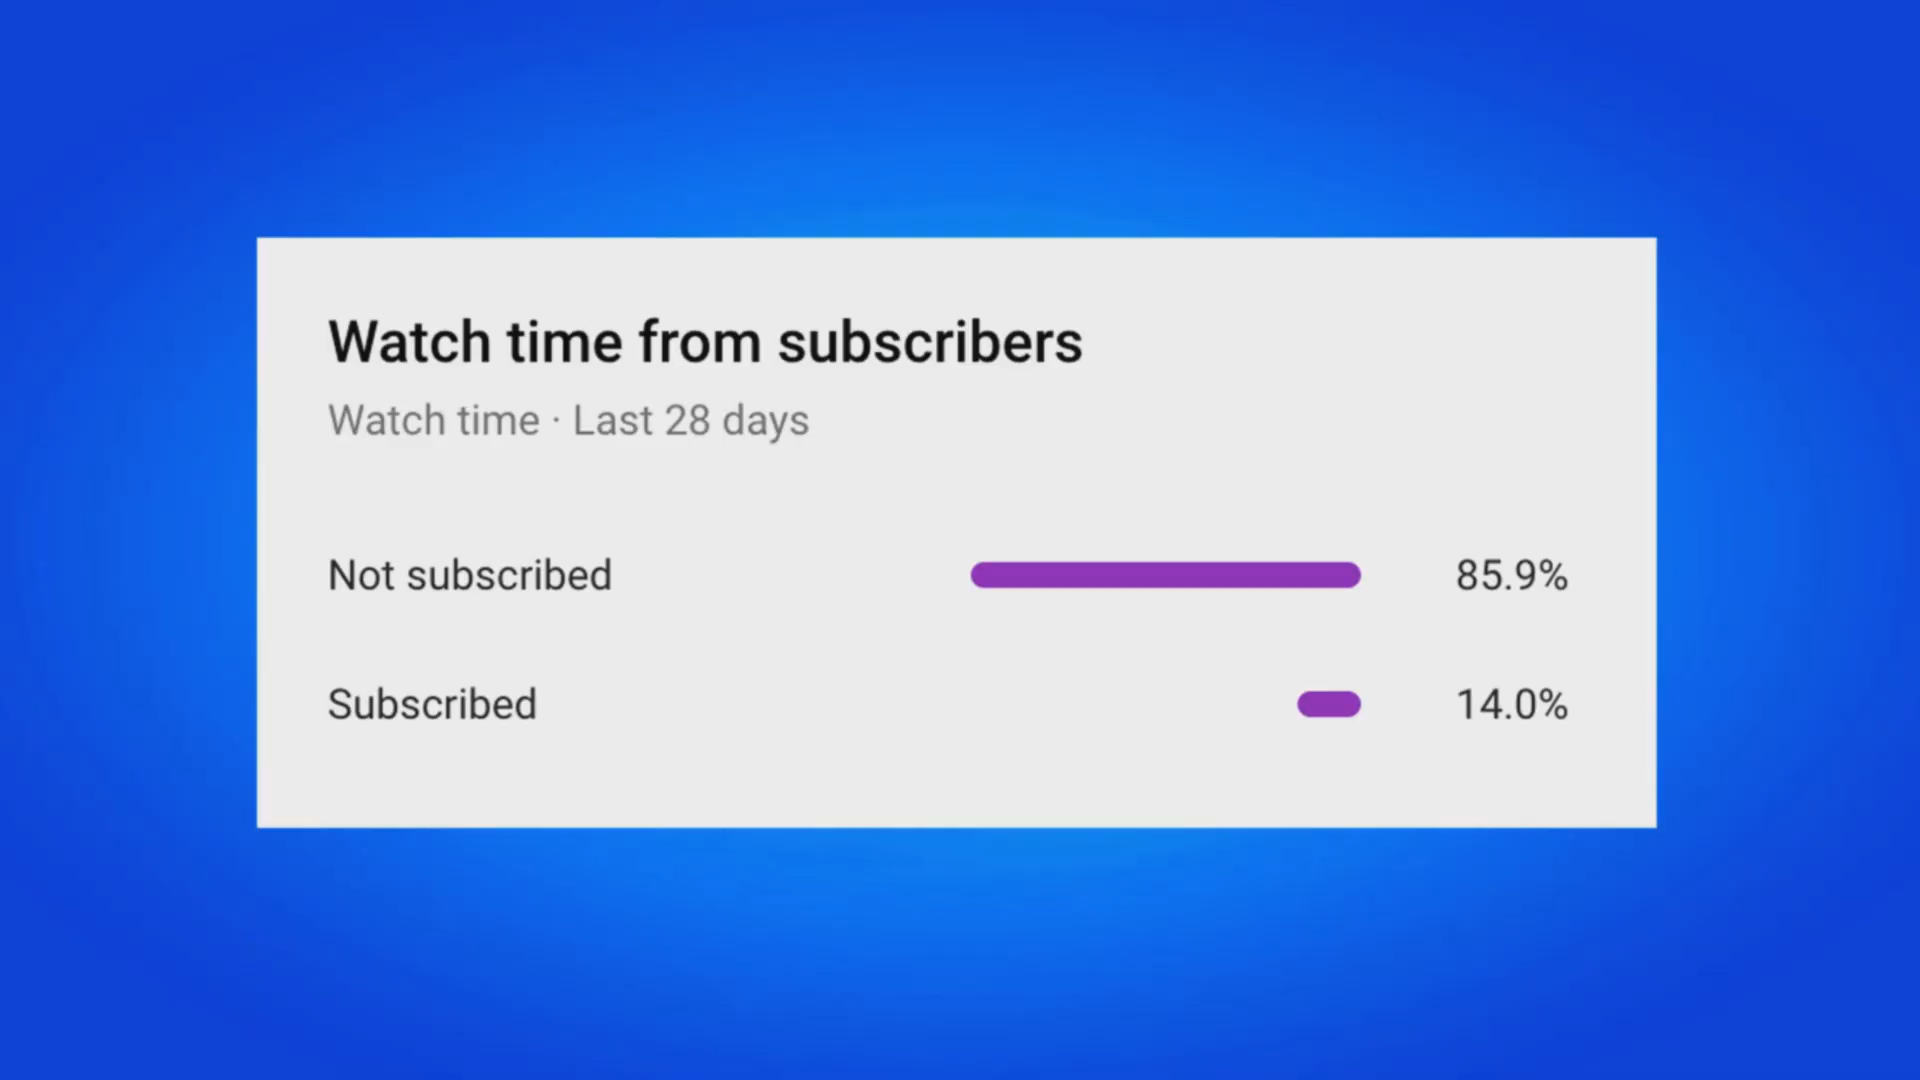 Watch time from subscribers
Watch time · Last 28 days
Not subscribed 85.9%
Subscribed 14.0%